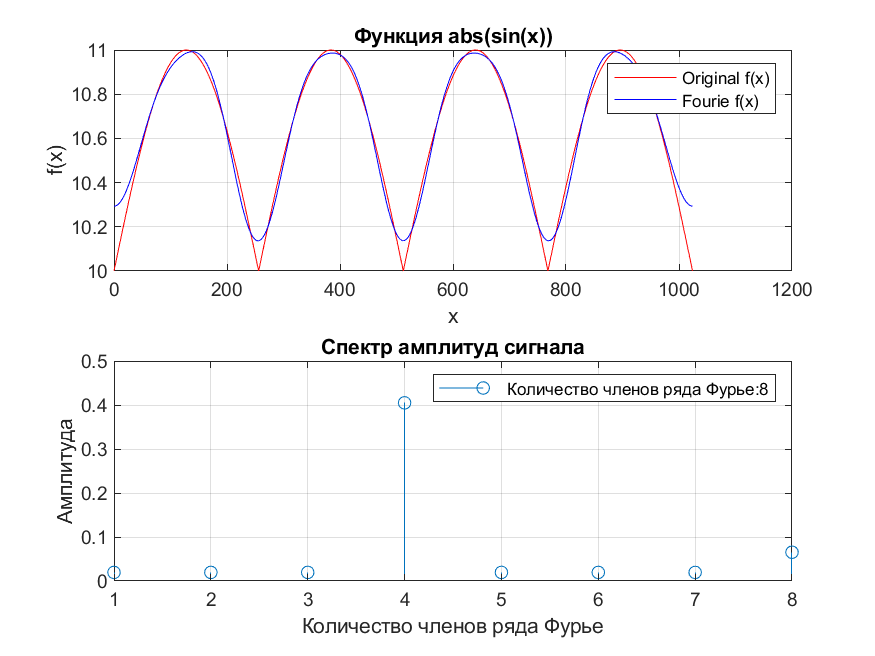 Функция abs(sin(x))
11
10.8
10.6
10.4
10.2
10
f(x)
Original f(x)
Fourie f(x)
0 200 400 600 800 1000 1200
x
Спектр амплитуд сигнала
0.5
0.4
0.3
0.2
0.1
0
Амплитуда
Количество членов ряда Фурье:8
1 2 3 4 5 6 7 8
Количество членов ряда Фурье